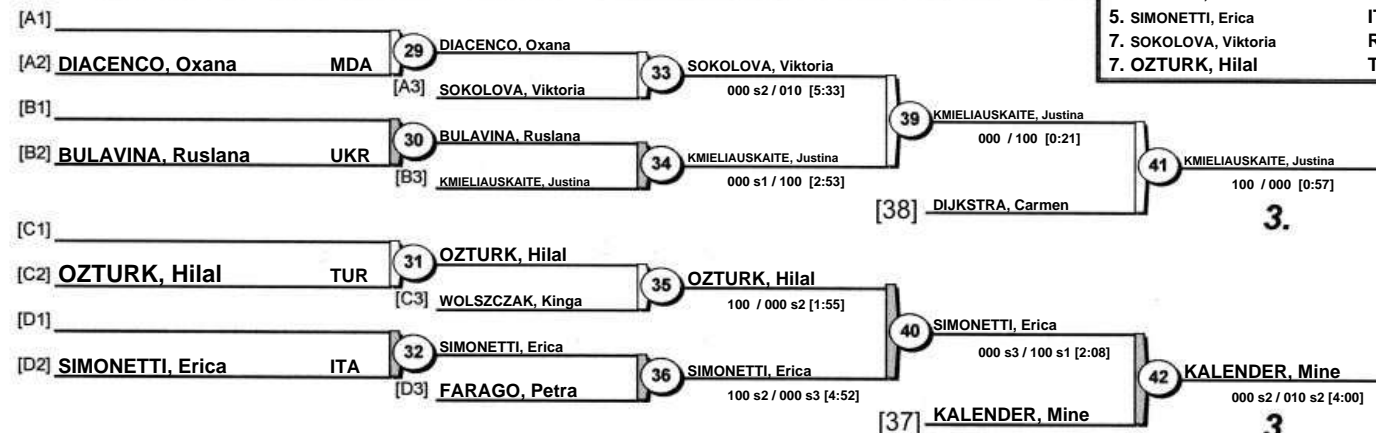 5. SIMONETTI, Erica
7. SOKOLOVA, Viktoria
7. OZTURK, Hilal
[A1]
[A2] DIACENCO, Oxana MDA
29
DIACENCO, Oxana
[A3] SOKOLOVA, Viktoria
33
SOKOLOVA, Viktoria
000 s2 / 010 [5:33]
[B1]
[B2] BULAVINA, Ruslana UKR
30
BULAVINA, Ruslana
[B3] KMIELIAUSKAITE, Justina
34
KMIELIAUSKAITE, Justina
000 s1 / 100 [2:53]
39
KMIELIAUSKAITE, Justina
000 / 100 [0:21]
[38] DIJKSTRA, Carmen
41
KMIELIAUSKAITE, Justina
100 / 000 [0:57]
3.
[C1]
[C2] OZTURK, Hilal TUR
31
OZTURK, Hilal
[C3] WOLSZCZAK, Kinga
35
OZTURK, Hilal
100 / 000 s2 [1:55]
[D1]
[D2] SIMONETTI, Erica ITA
32
SIMONETTI, Erica
[D3] FARAGO, Petra
36
SIMONETTI, Erica
100 s2 / 000 s3 [4:52]
40
SIMONETTI, Erica
000 s3 / 100 s1 [2:08]
[37] KALENDER, Mine
42
KALENDER, Mine
000 s2 / 010 s2 [4:00]
3